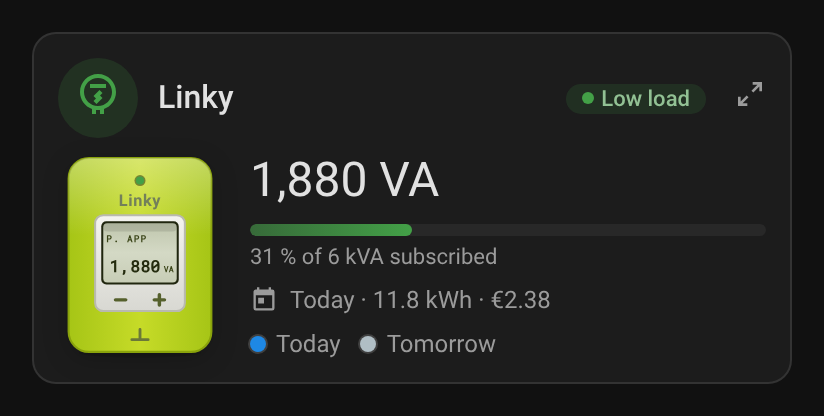 Linky
Low load
Linky
P. APP
1,880 VA
1,880 VA
31 % of 6 kVA subscribed
Today · 11.8 kWh · €2.38
Today
Tomorrow